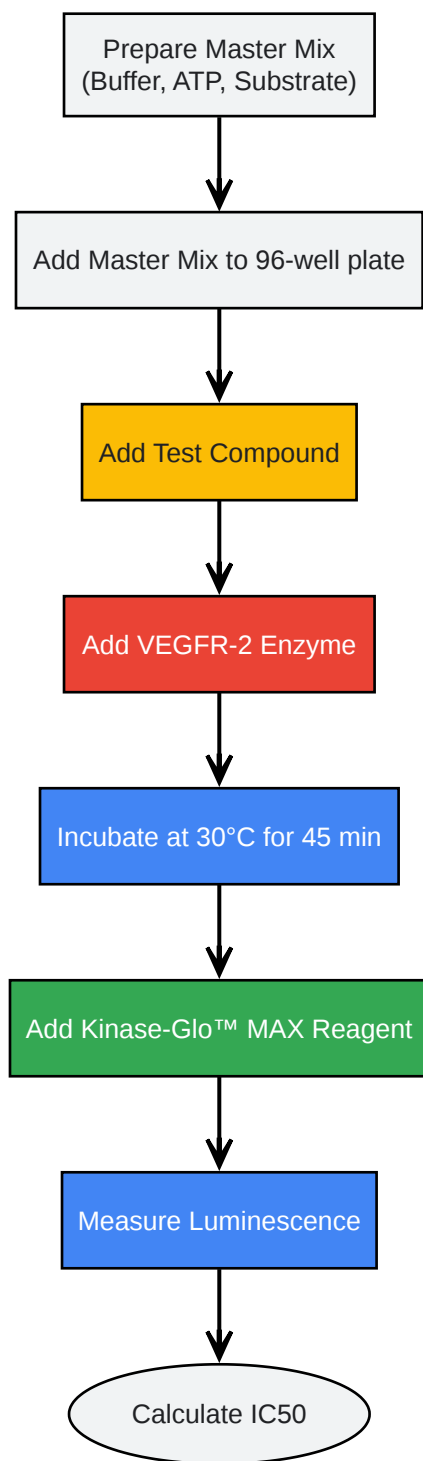 Prepare Master Mix
(Buffer, ATP, Substrate)
Add Master Mix to 96-well plate
Add Test Compound
Add VEGFR-2 Enzyme
Incubate at 30°C for 45 min
Add Kinase-Glo™ MAX Reagent
Measure Luminescence
Calculate IC50